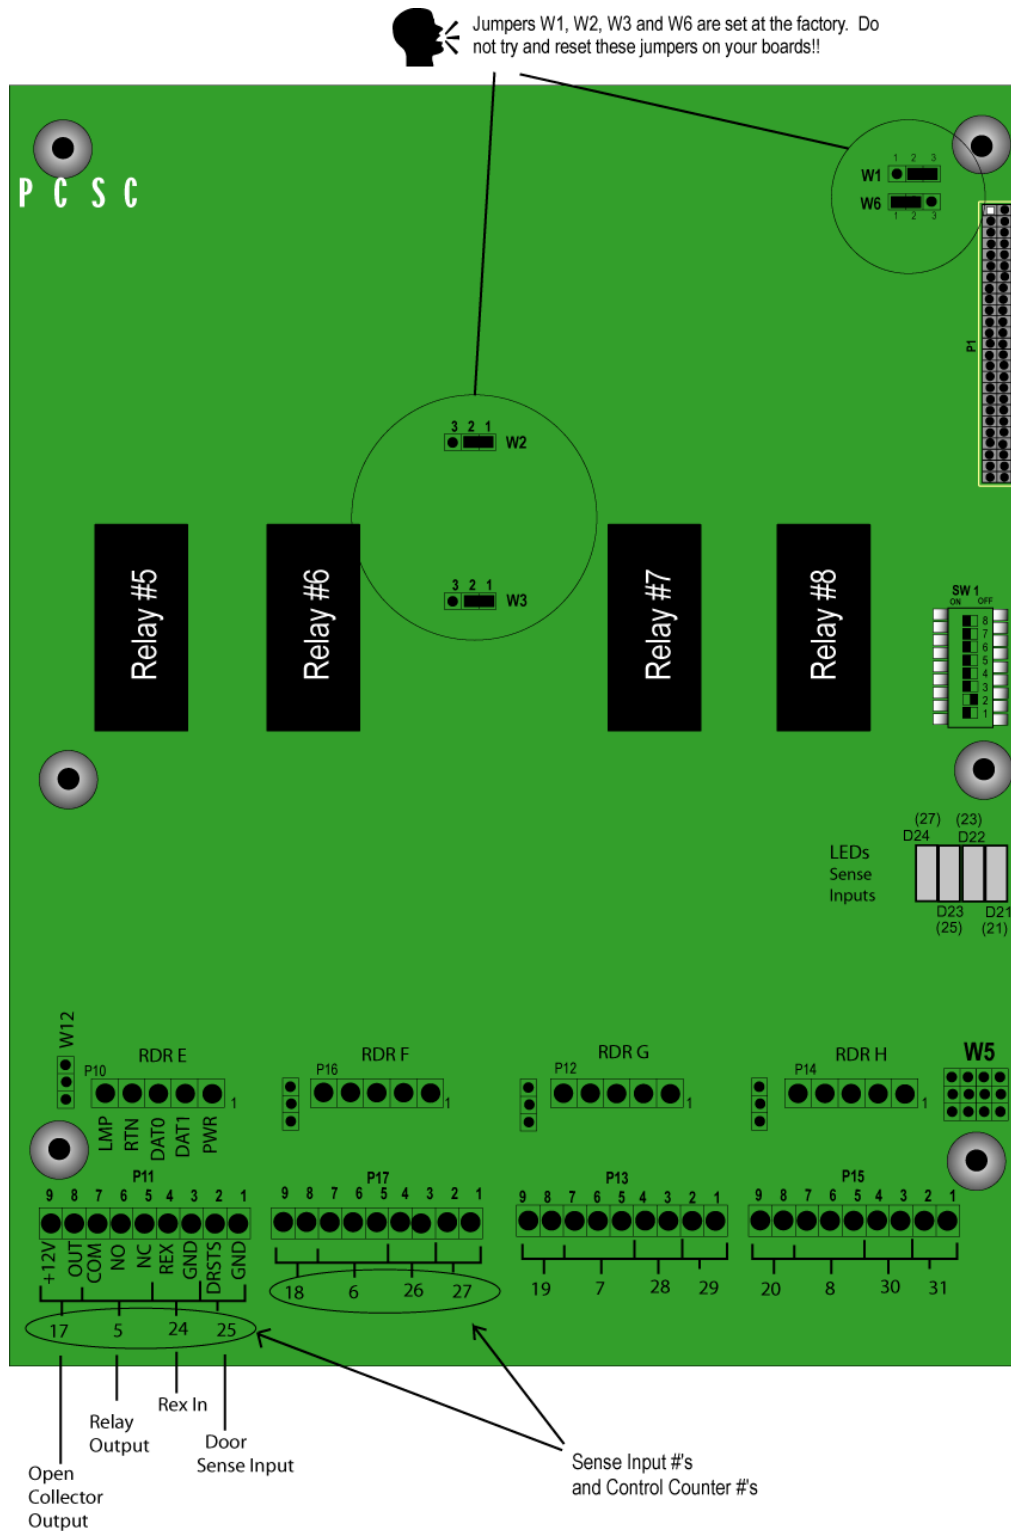 Jumpers W1, W2, W3 and W6 are set at the factory. Do
not try and reset these jumpers on your boards!!
P C S C
1 2 3
W1
W6
1 2 3
P1
3 2 1
W2
3 2 1
W3
Relay #5
Relay #6
Relay #7
Relay #8
SW 1
ON OFF
8
7
6
5
4
3
2
1
(27) (23)
D24 D22
LEDs
Sense
Inputs
D23 D21
(25) (21)
W12
RDR E
P10
1
LMP
RTN
DAT0
DAT1
PWR
RDR F
P16
1
RDR G
P12
1
RDR H
P14
1
W5
P11
9 8 7 6 5 4 3 2 1
+12V
OUT
COM
NO
NC
REX
GND
DRSTS
GND
17 5 24 25
P17
9 8 7 6 5 4 3 2 1
18 6 26 27
P13
9 8 7 6 5 4 3 2 1
19 7 28 29
P15
9 8 7 6 5 4 3 2 1
20 8 30 31
Open
Collector
Output
Relay
Output
Rex In
Door
Sense Input
Sense Input #'s
and Control Counter #'s